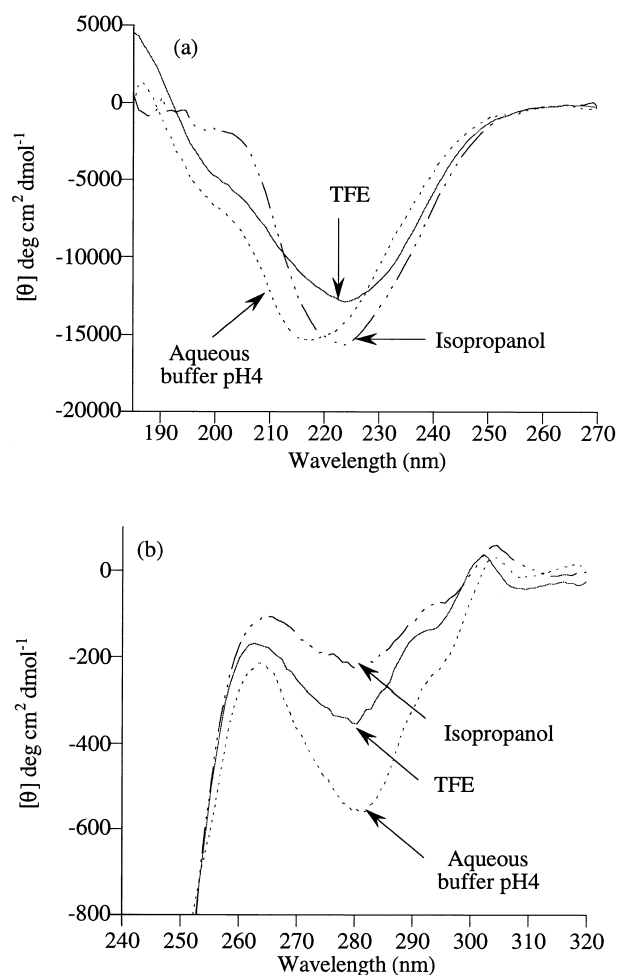 5000
(a)
0
-5000
-10000
-15000
-20000
[θ] deg cm² dmol⁻¹
TFE
Isopropanol
Aqueous
buffer pH4
190 200 210 220 230 240 250 260 270
Wavelength (nm)
(b)
0
-200
-400
-600
-800
[θ] deg cm² dmol⁻¹
Isopropanol
TFE
Aqueous
buffer pH4
240 250 260 270 280 290 300 310 320
Wavelength (nm)